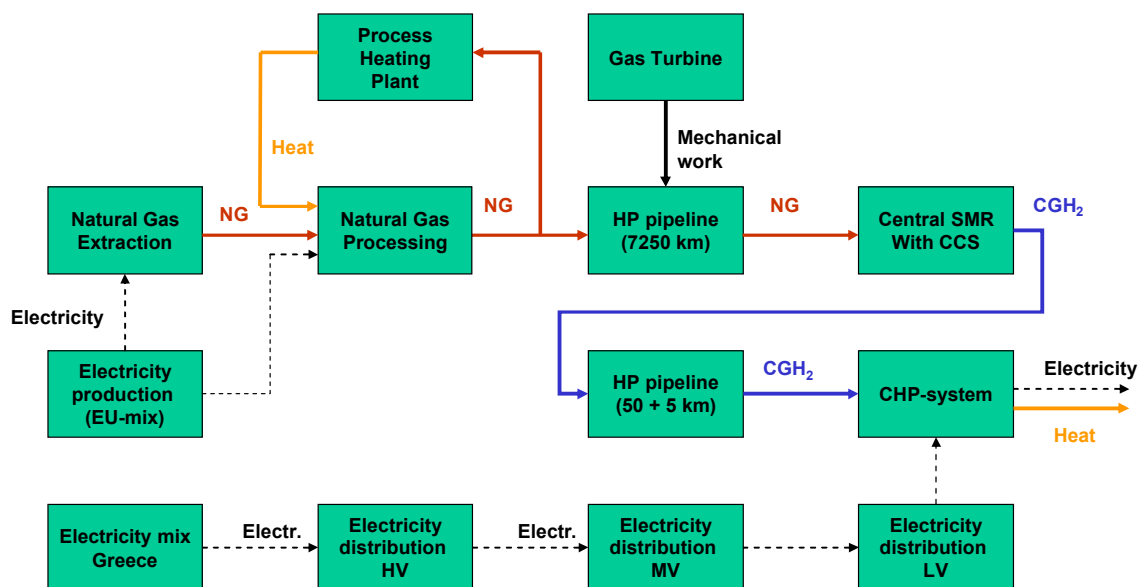 Process
Heating
Plant
Gas Turbine
Heat
Mechanical
work
Natural Gas
Extraction
NG
Natural Gas
Processing
NG
HP pipeline
(7250 km)
NG
Central SMR
With CCS
CGH₂
Electricity
Electricity
production
(EU-mix)
HP pipeline
(50 + 5 km)
CGH₂
CHP-system
Electricity
Heat
Electricity mix
Greece
Electr.
Electricity
distribution
HV
Electr.
Electricity
distribution
MV
Electricity
distribution
LV